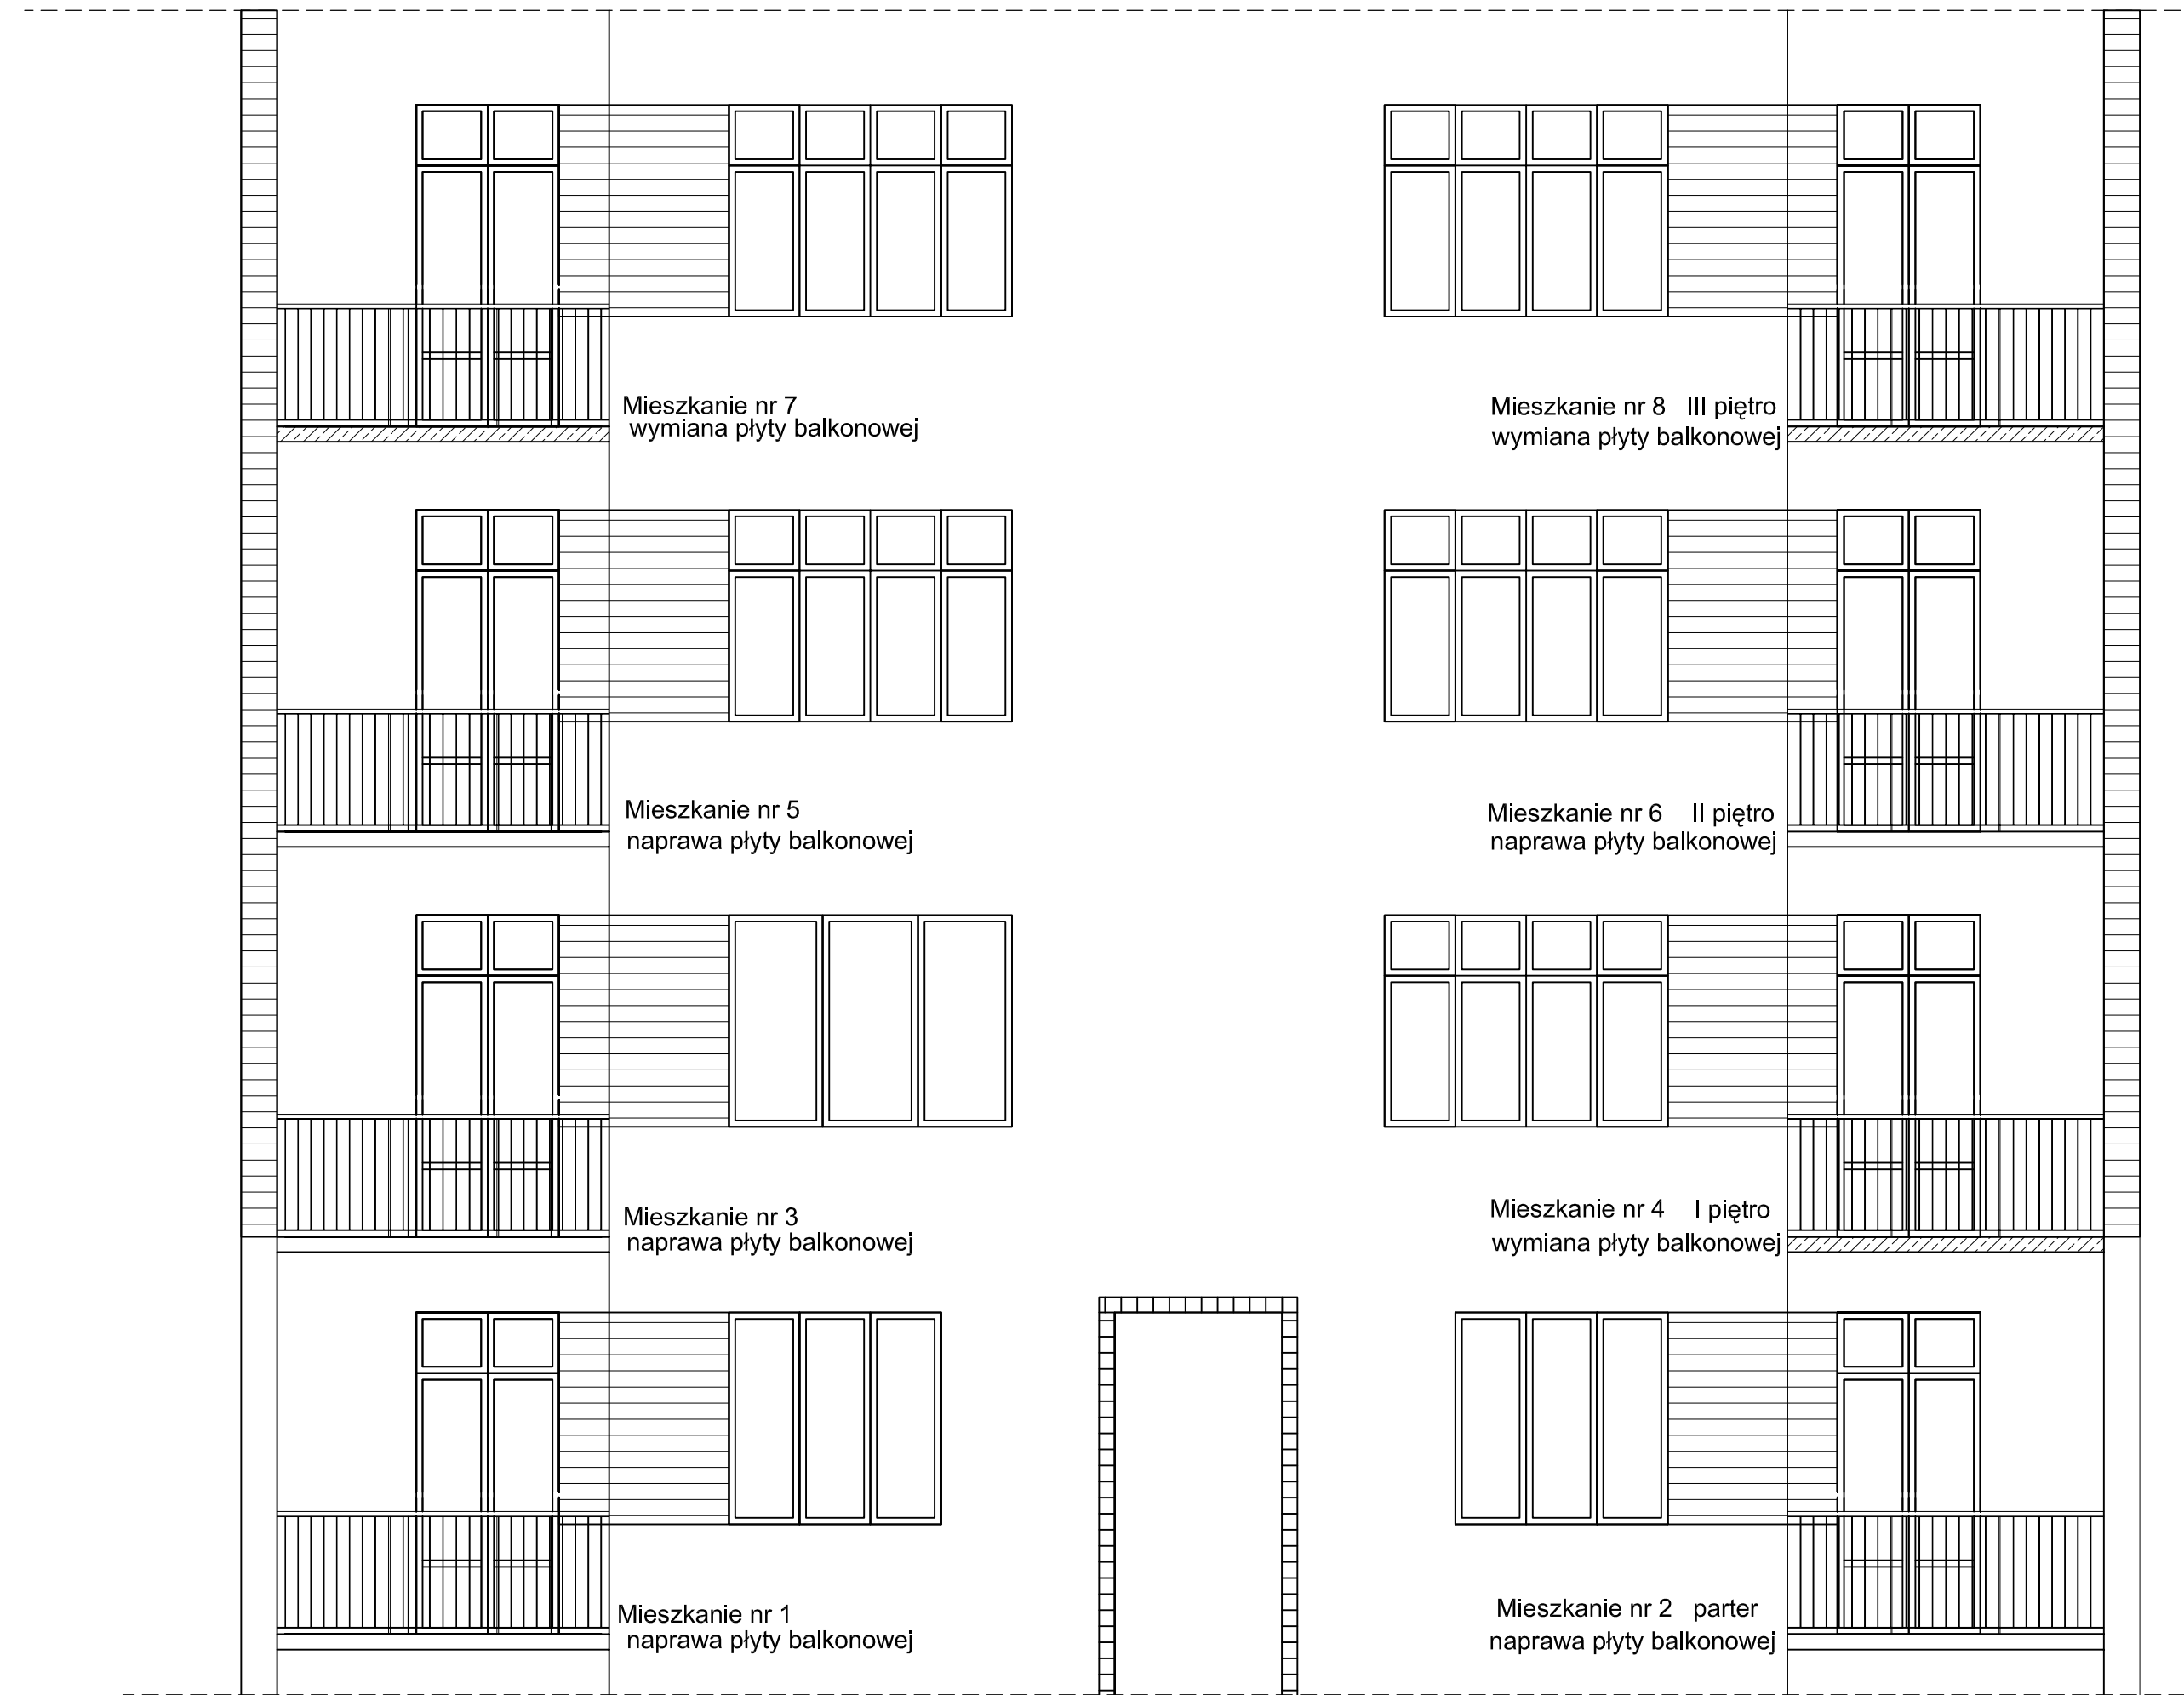 Mieszkanie nr 7
wymiana płyty balkonowej
Mieszkanie nr 8 III piętro
wymiana płyty balkonowej
Mieszkanie nr 5
naprawa płyty balkonowej
Mieszkanie nr 6 II piętro
naprawa płyty balkonowej
Mieszkanie nr 3
naprawa płyty balkonowej
Mieszkanie nr 4 I piętro
wymiana płyty balkonowej
Mieszkanie nr 1
naprawa płyty balkonowej
Mieszkanie nr 2 parter
naprawa płyty balkonowej